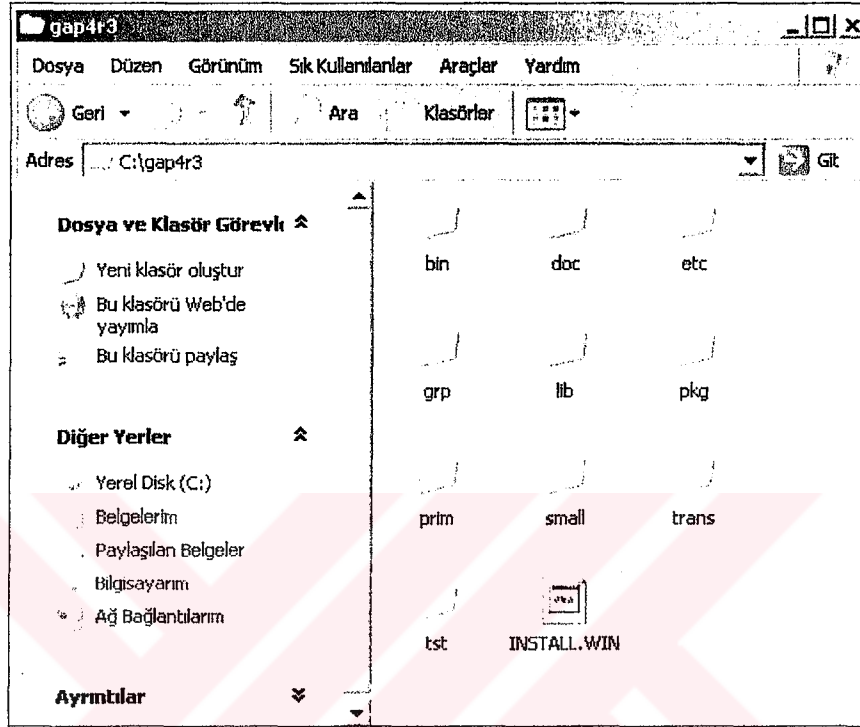 gap4r3
Dosya Düzen Görünüm Sık Kullanılanlar Araçlar Yardım
Geri Ara Klasörler
Adres C:\gap4r3 Git
Dosya ve Klasör Görevle
Yeni klasör oluştur
Bu klasörü Web'de
yayımla
Bu klasörü paylaş
Diğer Yerler
Yerel Disk (C:)
Belgelerim
Paylaşılan Belgeler
Bilgisayarım
Ağ Bağlantılarım
Ayrıntılar
bin doc etc
grp lib pkg
prim small trans
tst INSTALL.WIN